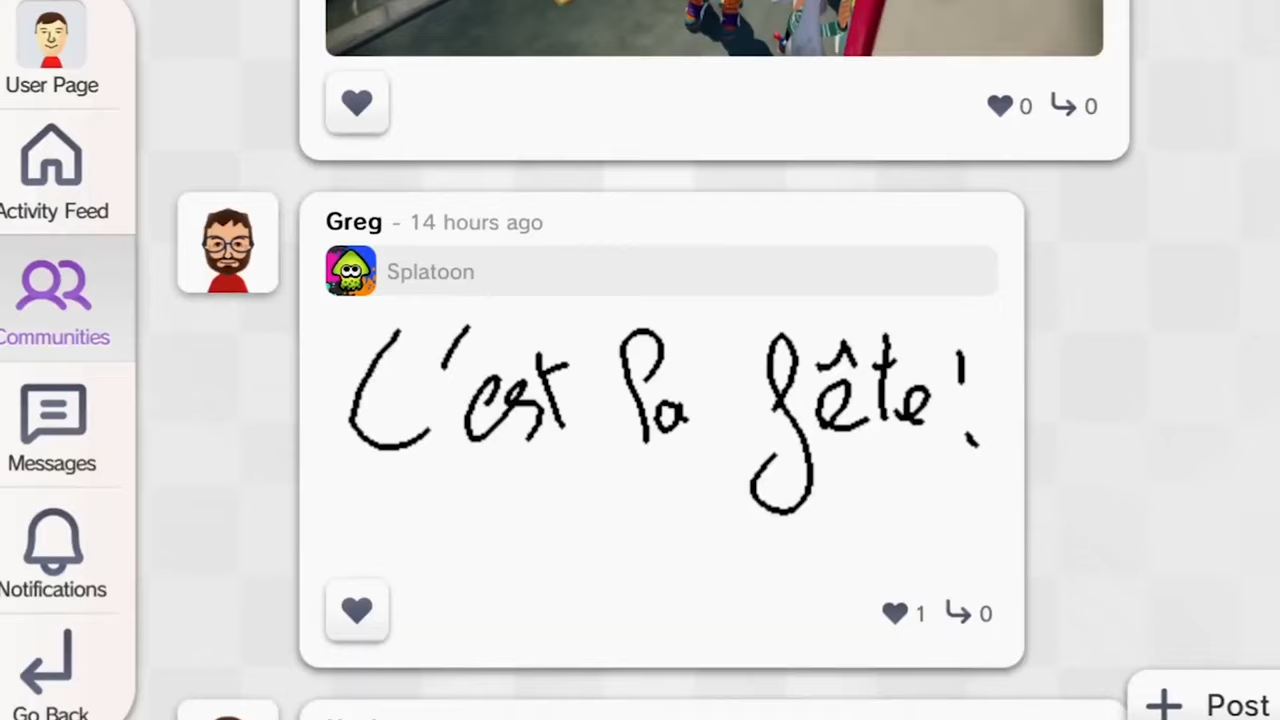 User Page
Activity Feed
Communities
Messages
Notifications
Go Back
0 0
Greg - 14 hours ago
Splatoon
C'est la fête!
1 0
+ Post